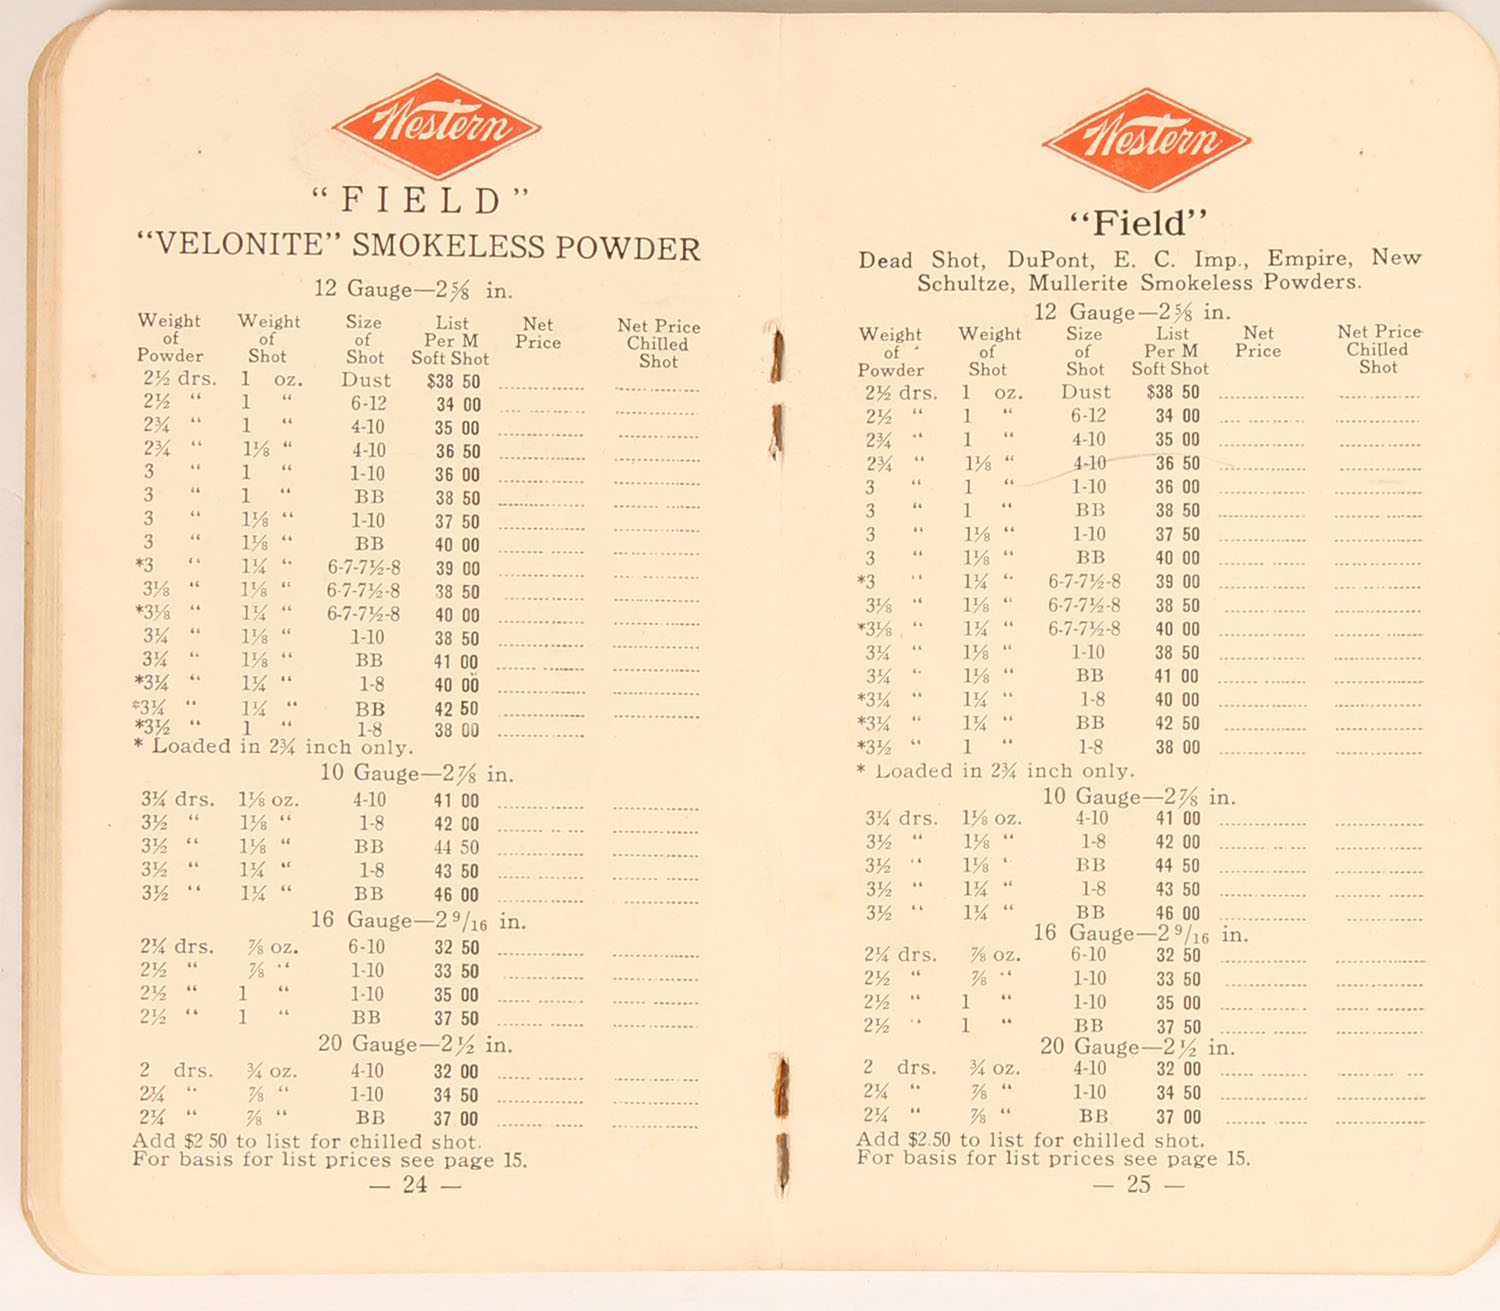 Western
"FIELD"
"VELONITE" SMOKELESS POWDER
12 Gauge—2⅝ in.
Weight of Powder Weight of Shot Size of Shot List Per M Soft Shot Net Price Net Price Chilled Shot
2½ drs. 1 oz. Dust $38 50
2½ " 1 " 6-12 34 00
2¾ " 1 " 4-10 35 00
2¾ " 1⅛ " 4-10 36 50
3 " 1 " 1-10 36 00
3 " 1 " BB 38 50
3 " 1⅛ " 1-10 37 50
3 " 1⅛ " BB 40 00
*3 " 1¼ " 6-7-7½-8 39 00
3⅛ " 1⅛ " 6-7-7½-8 38 50
*3⅛ " 1¼ " 6-7-7½-8 40 00
3¼ " 1⅛ " 1-10 38 50
3¼ " 1⅛ " BB 41 00
*3¼ " 1¼ " 1-8 40 00
*3¼ " 1¼ " BB 42 50
*3½ " 1 " 1-8 38 00
* Loaded in 2¾ inch only.
10 Gauge—2⅞ in.
3¼ drs. 1⅛ oz. 4-10 41 00
3½ " 1⅛ " 1-8 42 00
3½ " 1⅛ " BB 44 50
3½ " 1¼ " 1-8 43 50
3½ " 1¼ " BB 46 00
16 Gauge—2 9/16 in.
2¼ drs. ⅞ oz. 6-10 32 50
2½ " ⅞ " 1-10 33 50
2½ " 1 " 1-10 35 00
2½ " 1 " BB 37 50
20 Gauge—2½ in.
2 drs. ¾ oz. 4-10 32 00
2¼ " ⅞ " 1-10 34 50
2¼ " ⅞ " BB 37 00
Add $2 50 to list for chilled shot.
For basis for list prices see page 15.
— 24 —
Western
"Field"
Dead Shot, DuPont, E. C. Imp., Empire, New
Schultze, Mullerite Smokeless Powders.
12 Gauge—2⅝ in.
Weight of Powder Weight of Shot Size of Shot List Per M Soft Shot Net Price Net Price Chilled Shot
2½ drs. 1 oz. Dust $38 50
2½ " 1 " 6-12 34 00
2¾ " 1 " 4-10 35 00
2¾ " 1⅛ " 4-10 36 50
3 " 1 " 1-10 36 00
3 " 1 " BB 38 50
3 " 1⅛ " 1-10 37 50
3 " 1⅛ " BB 40 00
*3 " 1¼ " 6-7-7½-8 39 00
3⅛ " 1⅛ " 6-7-7½-8 38 50
*3⅛ " 1¼ " 6-7-7½-8 40 00
3¼ " 1⅛ " 1-10 38 50
3¼ " 1⅛ " BB 41 00
*3¼ " 1¼ " 1-8 40 00
*3¼ " 1¼ " BB 42 50
*3½ " 1 " 1-8 38 00
* Loaded in 2¾ inch only.
10 Gauge—2⅞ in.
3¼ drs. 1⅛ oz. 4-10 41 00
3½ " 1⅛ " 1-8 42 00
3½ " 1⅛ " BB 44 50
3½ " 1¼ " 1-8 43 50
3½ " 1¼ " BB 46 00
16 Gauge—2 9/16 in.
2¼ drs. ⅞ oz. 6-10 32 50
2½ " ⅞ " 1-10 33 50
2½ " 1 " 1-10 35 00
2½ " 1 " BB 37 50
20 Gauge—2½ in.
2 drs. ¾ oz. 4-10 32 00
2¼ " ⅞ " 1-10 34 50
2¼ " ⅞ " BB 37 00
Add $2.50 to list for chilled shot.
For basis for list prices see page 15.
— 25 —